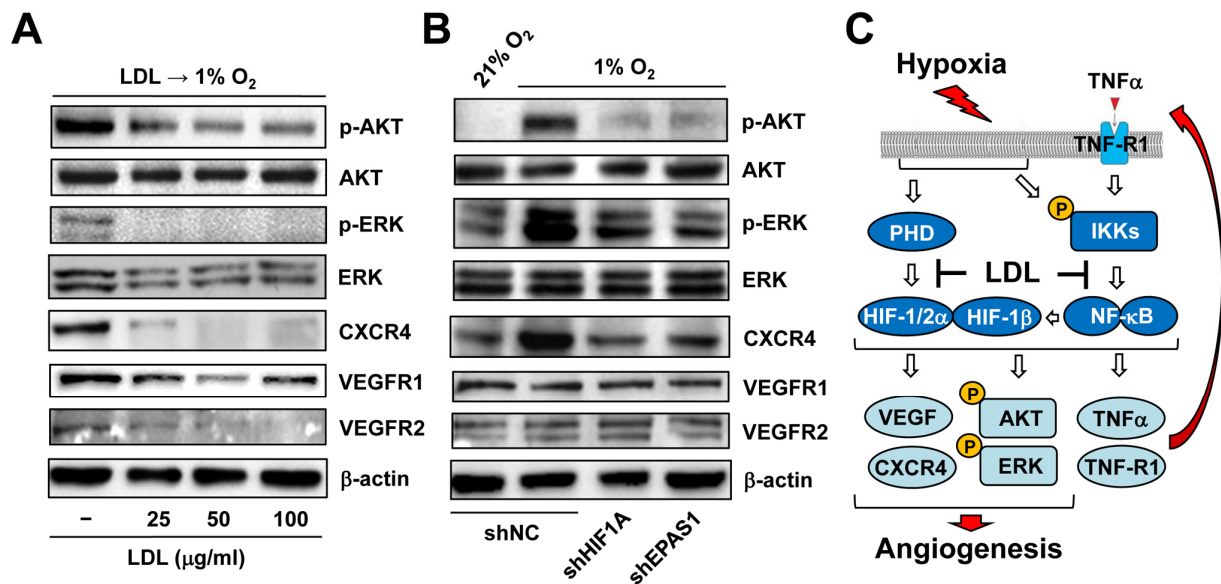 A
LDL → 1% O₂
p-AKT
AKT
p-ERK
ERK
CXCR4
VEGFR1
VEGFR2
β-actin
– 25 50 100
LDL (μg/ml)
B
21% O₂
1% O₂
p-AKT
AKT
p-ERK
ERK
CXCR4
VEGFR1
VEGFR2
β-actin
shNC
shHIF1A
shEPAS1
C
Hypoxia
TNFα
TNF-R1
P
PHD
IKKs
LDL
HIF-1/2α HIF-1β NF-κB
P
VEGF AKT TNFα
P
CXCR4 ERK TNF-R1
Angiogenesis